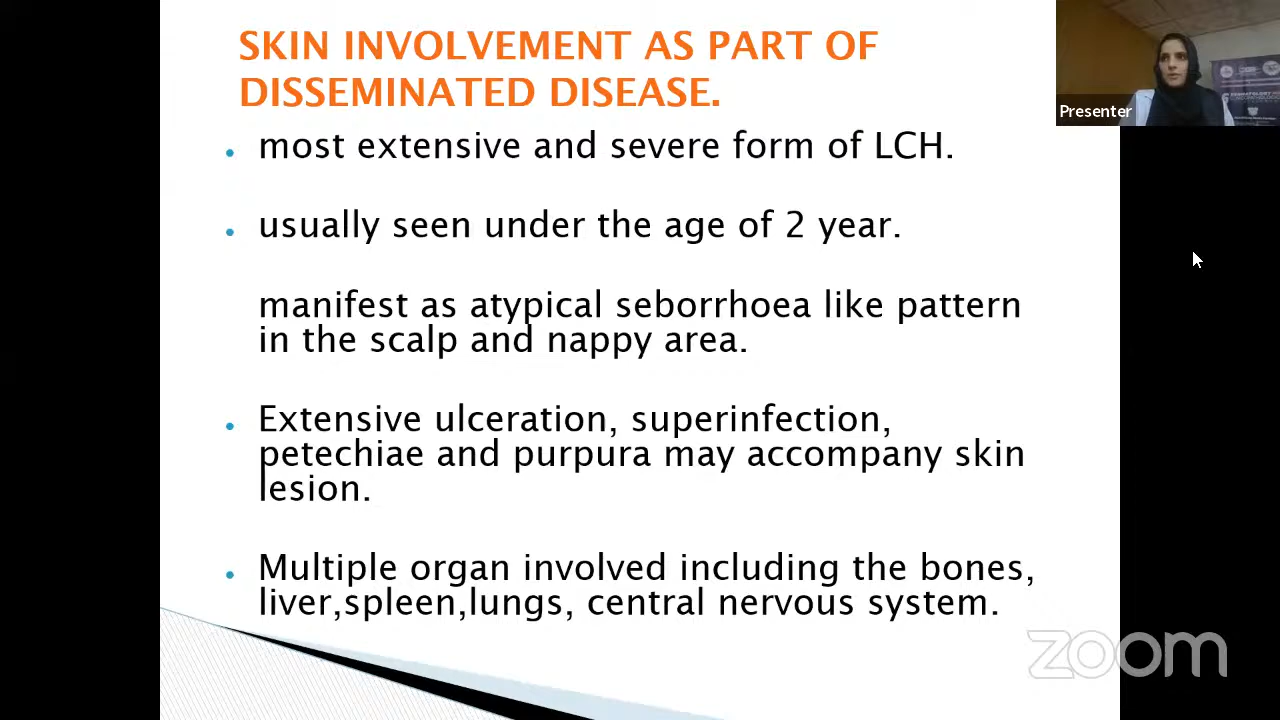 SKIN INVOLVEMENT AS PART OF
DISSEMINATED DISEASE.
most extensive and severe form of LCH.
usually seen under the age of 2 year.
manifest as atypical seborrhoea like pattern
in the scalp and nappy area.
Extensive ulceration, superinfection,
petechiae and purpura may accompany skin
lesion.
Multiple organ involved including the bones,
liver,spleen,lungs, central nervous system.
Presenter
zoom